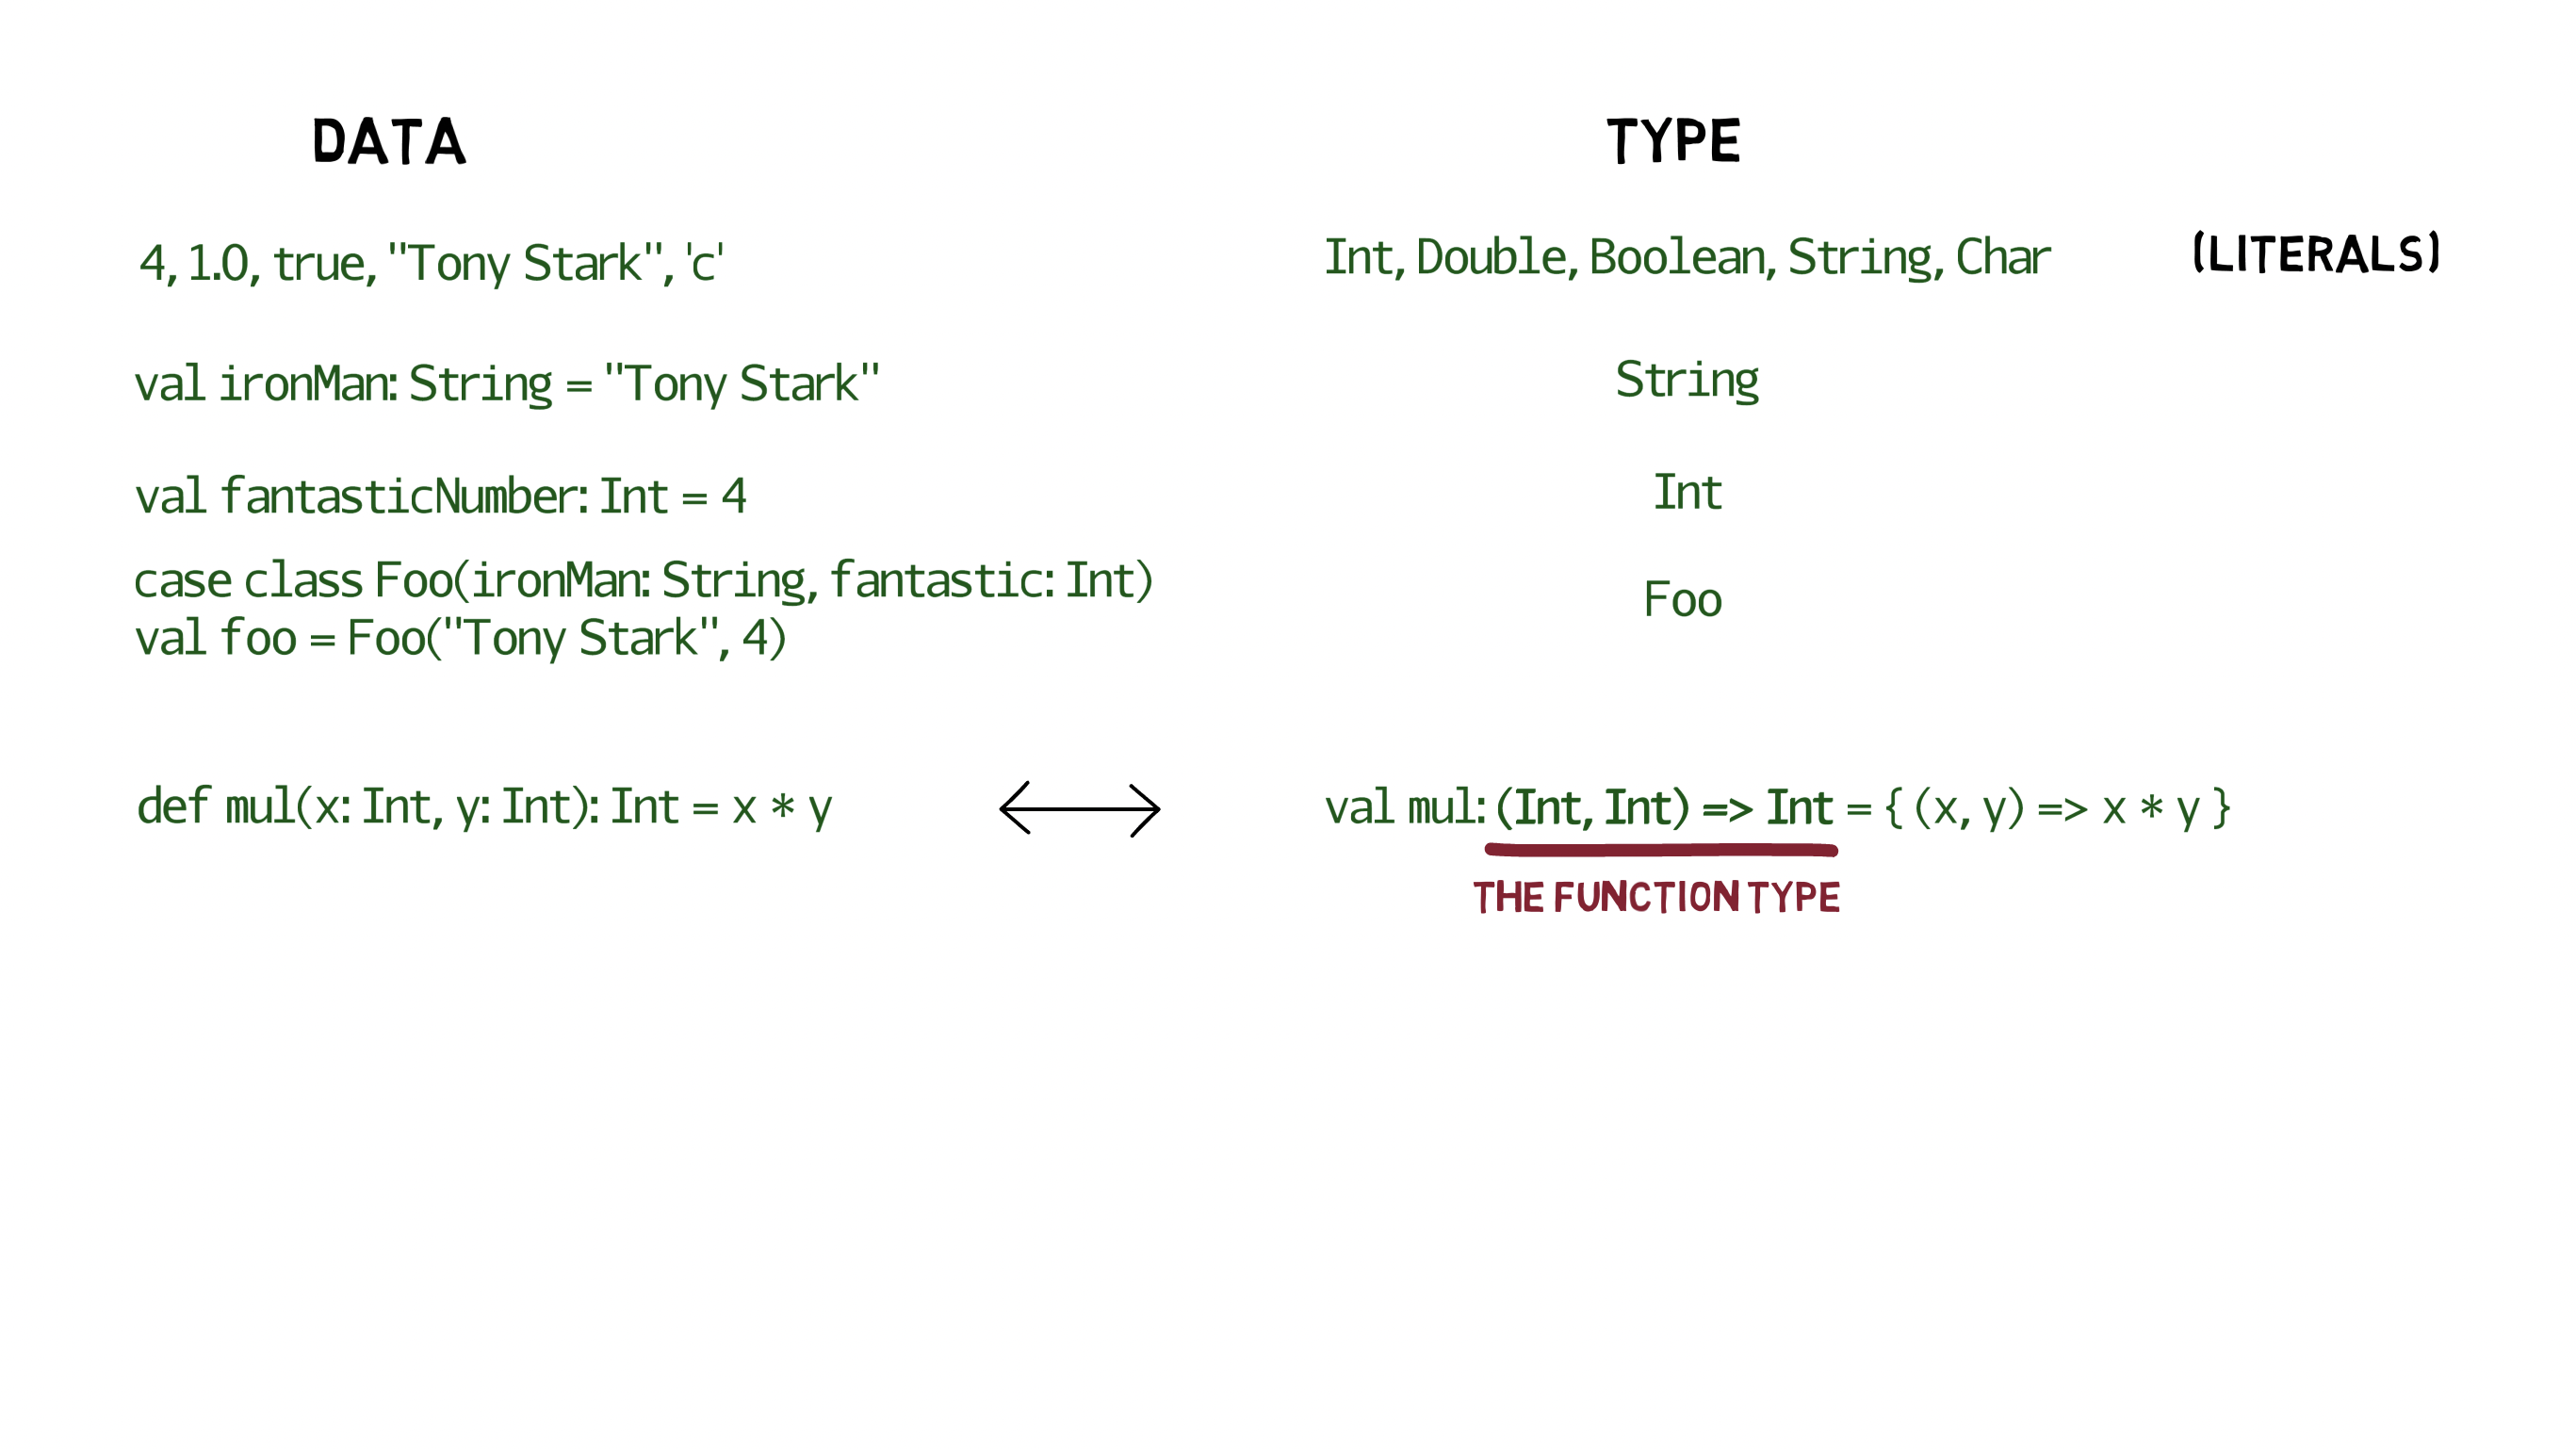 DATA TYPE
4, 1.0, true, "Tony Stark", 'c' Int, Double, Boolean, String, Char (LITERALS)
val ironMan: String = "Tony Stark" String
val fantasticNumber: Int = 4 Int
case class Foo(ironMan: String, fantastic: Int) Foo
val foo = Foo("Tony Stark", 4)
def mul(x: Int, y: Int): Int = x * y val mul: (Int, Int) => Int = { (x, y) => x * y }
THE FUNCTION TYPE